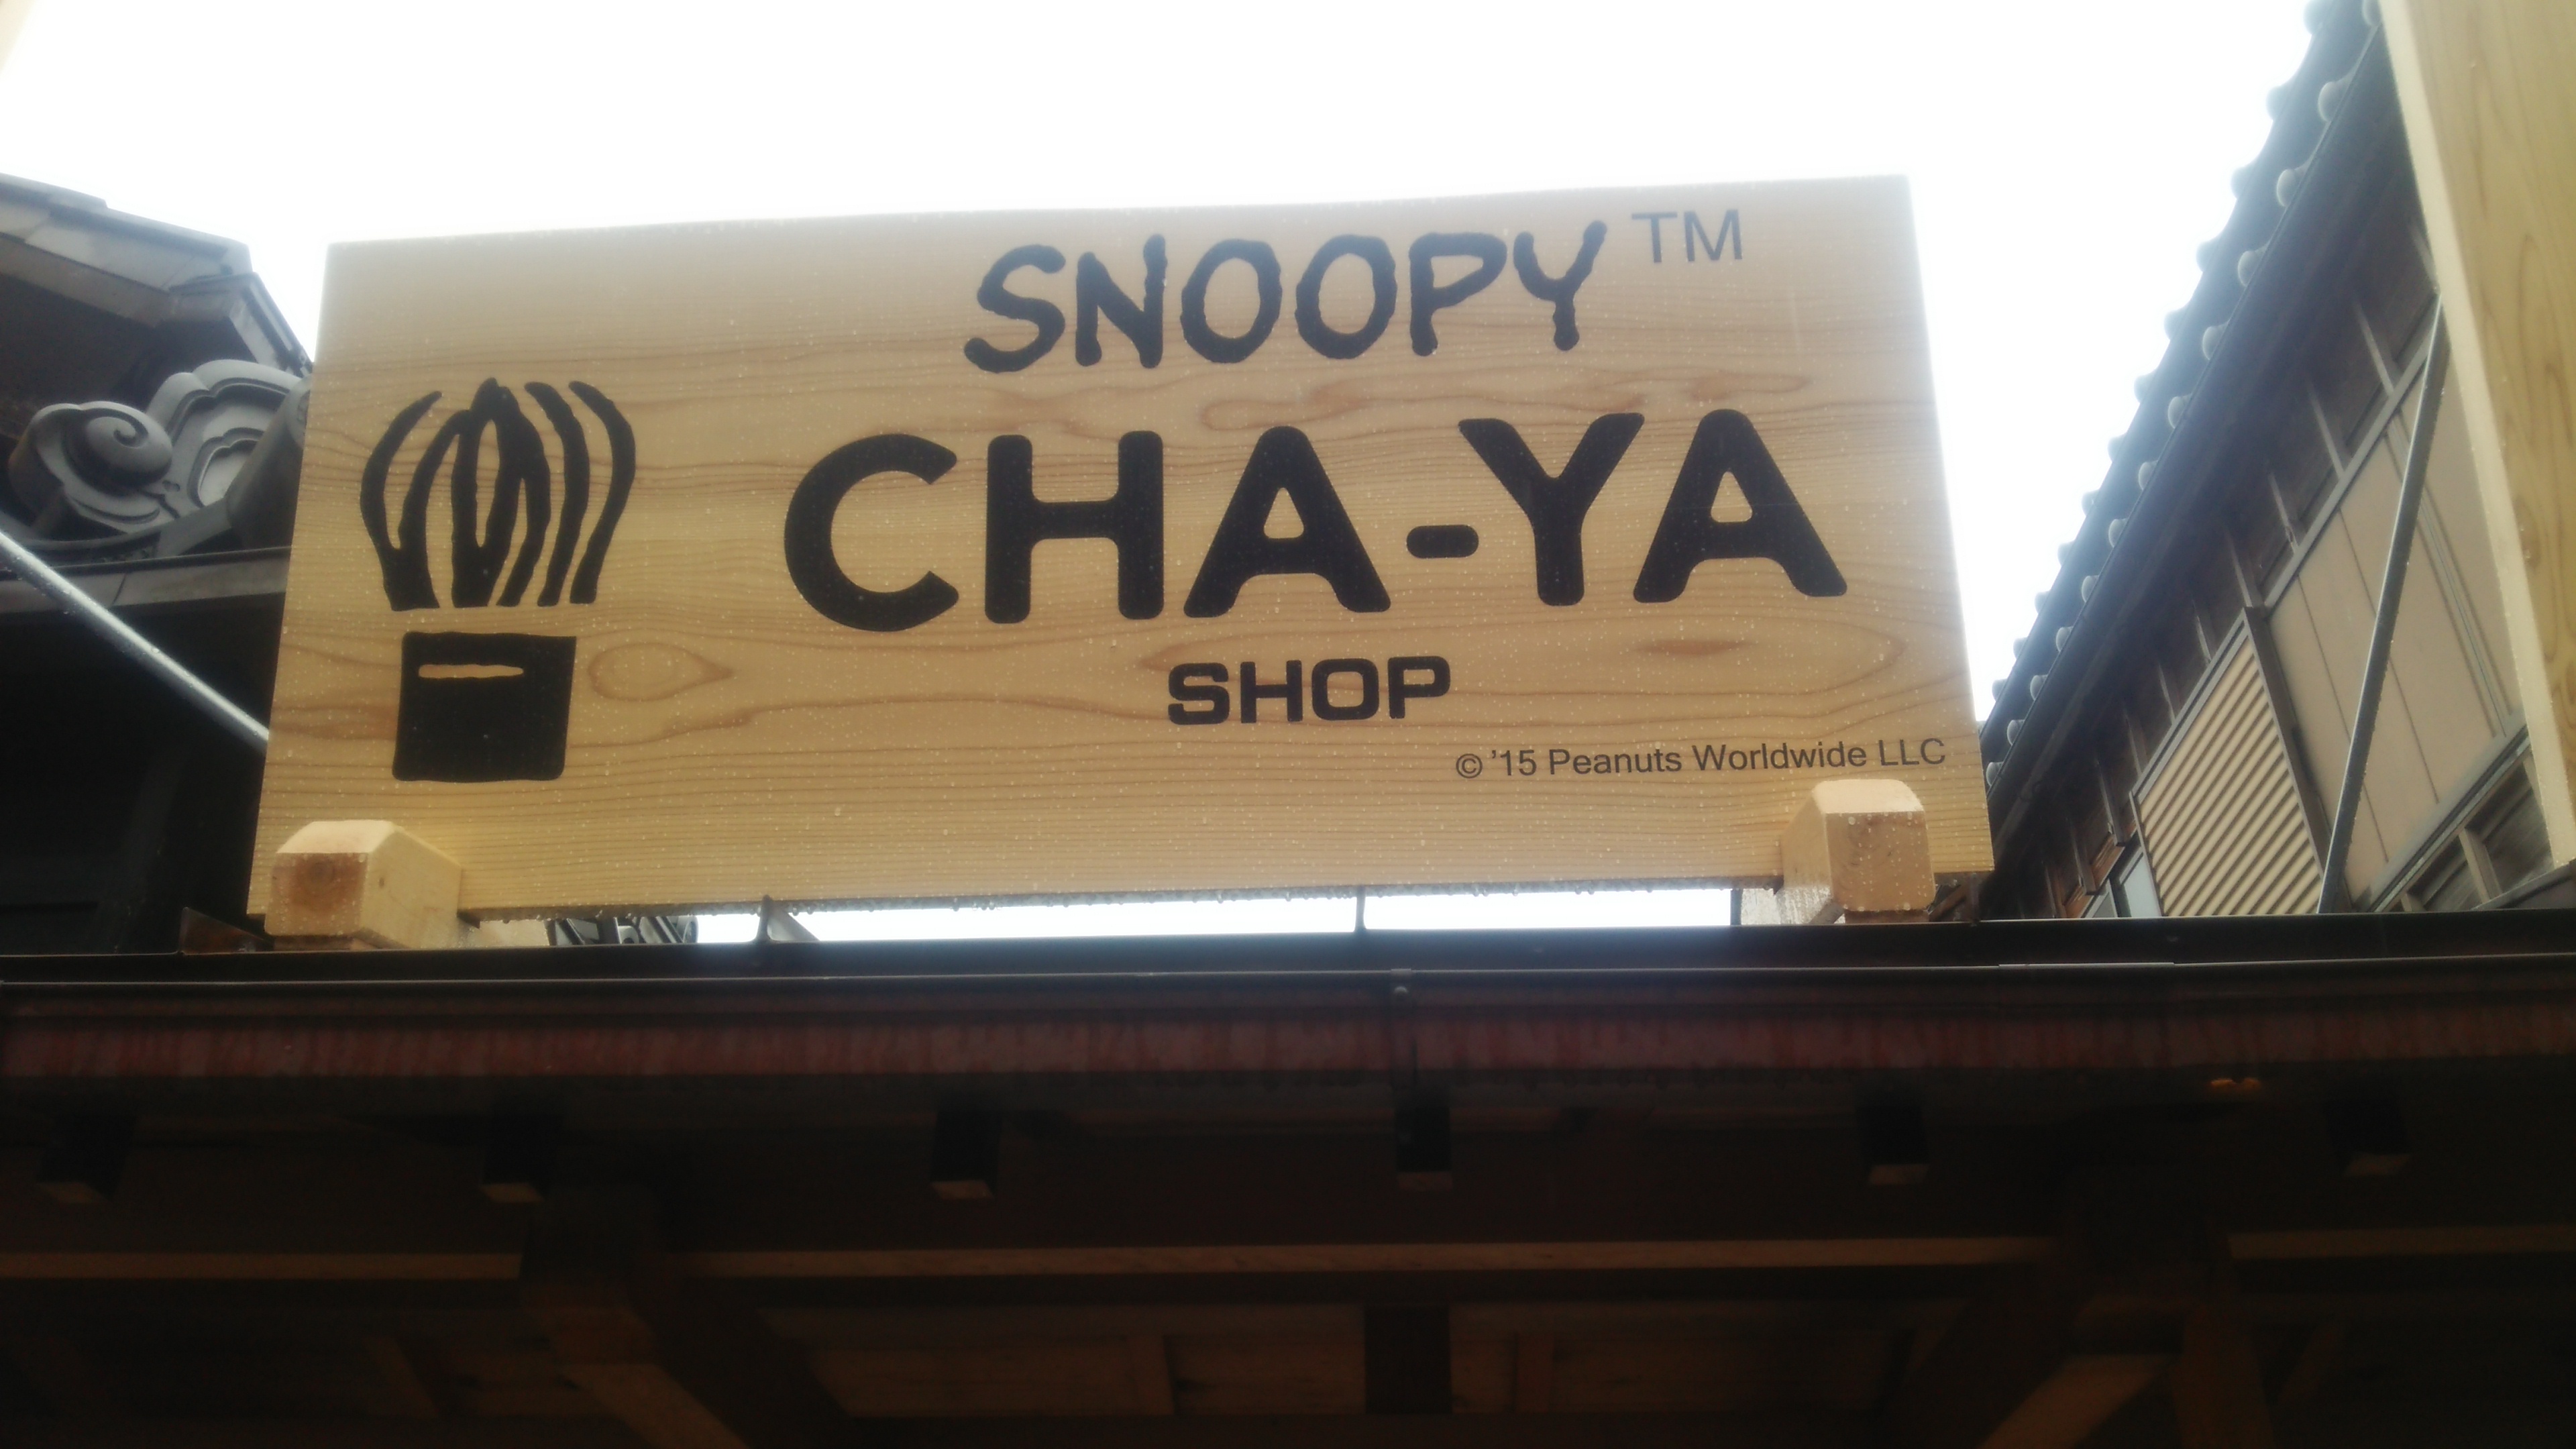 SNOOPY™
CHA-YA
SHOP
© '15 Peanuts Worldwide LLC